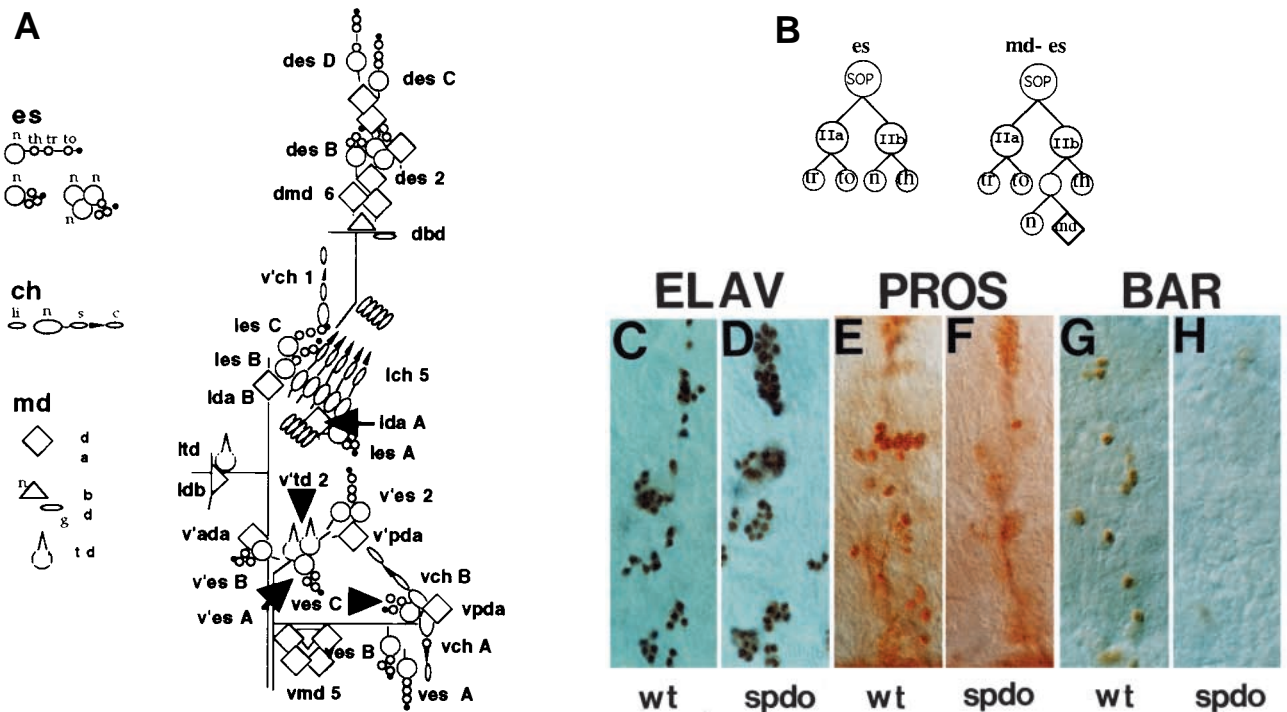 A
es
n th tr to
n
n n
n
ch
li n s c
md
d
a
n
b
d
g
t d
des D
des C
des B
des 2
dmd 6
dbd
v'ch 1
les C
les B
lda B
lch 5
lda A
les A
ltd
ldb
v'td 2
v'es 2
v'ada
v'pda
v'es B
v'es A
ves C
vch B
vpda
ves B
vch A
vmd 5
ves A
B
es
md- es
SOP
SOP
IIa IIb
IIa IIb
tr to n th
tr to th
n md
ELAV PROS BAR
C D E F G H
wt spdo wt spdo wt spdo